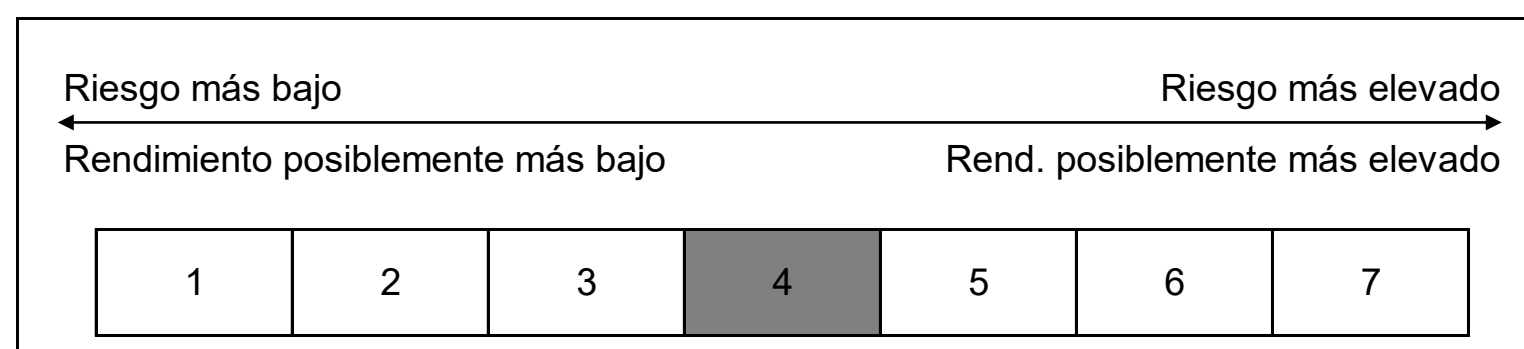 Riesgo más bajo Riesgo más elevado
Rendimiento posiblemente más bajo Rend. posiblemente más elevado
1 2 3 4 5 6 7